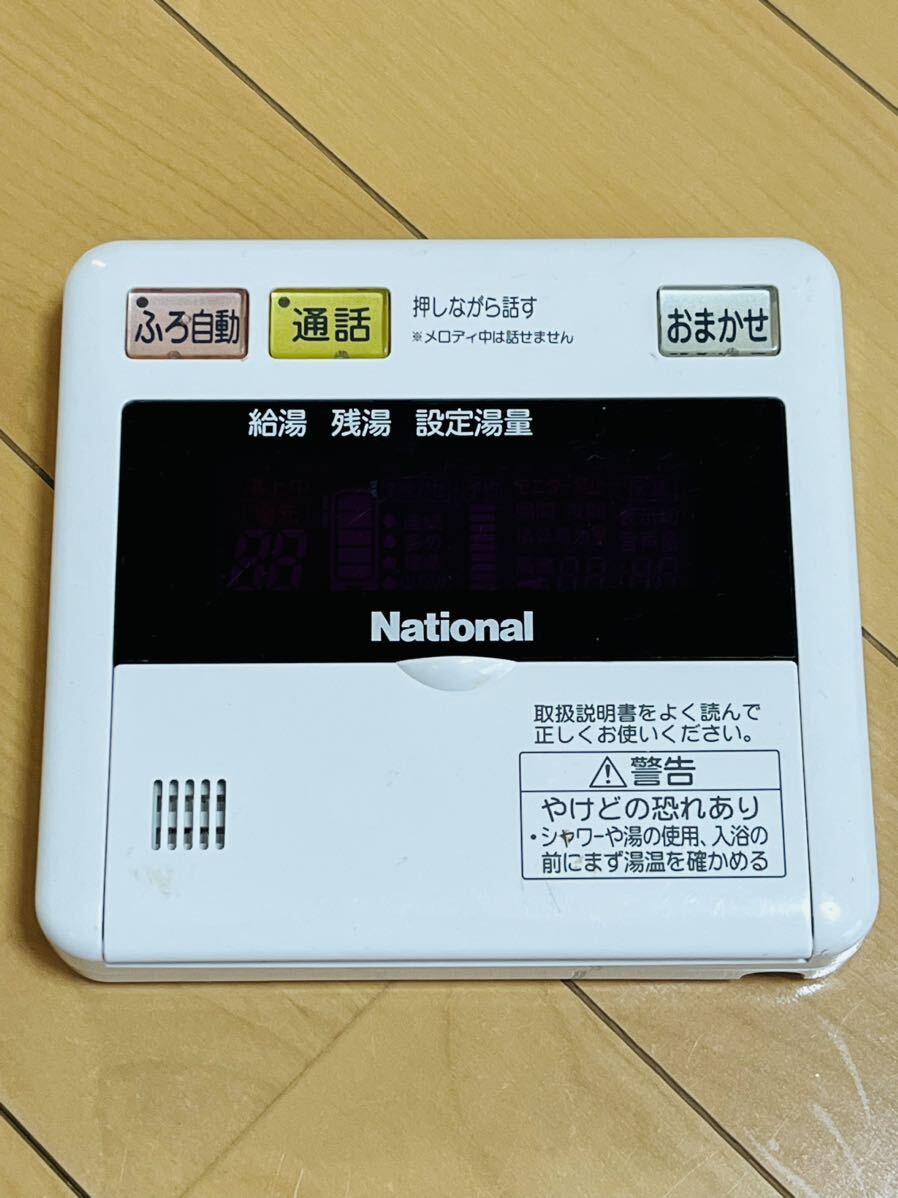 ふろ自動
通話
押しながら話す
※メロディ中は話せません
おまかせ
給湯 残湯 設定湯量
National
取扱説明書をよく読んで
正しくお使いください。
⚠警告
やけどの恐れあり
・シャワーや湯の使用、入浴の
前にまず湯温を確かめる